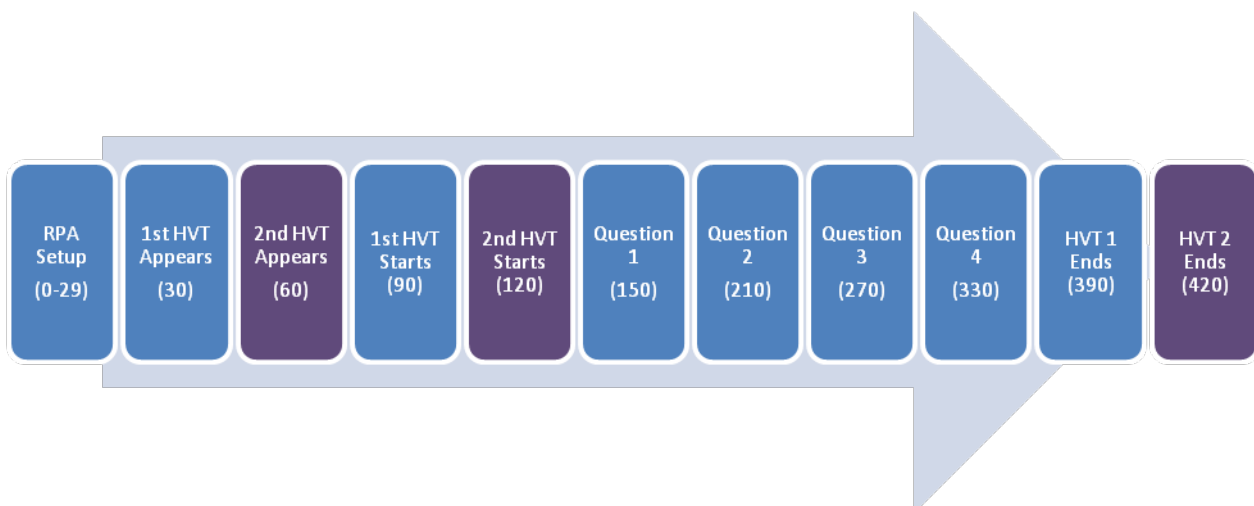 RPA
Setup
(0-29)
1st HVT
Appears
(30)
2nd HVT
Appears
(60)
1st HVT
Starts
(90)
2nd HVT
Starts
(120)
Question
1
(150)
Question
2
(210)
Question
3
(270)
Question
4
(330)
HVT 1
Ends
(390)
HVT 2
Ends
(420)